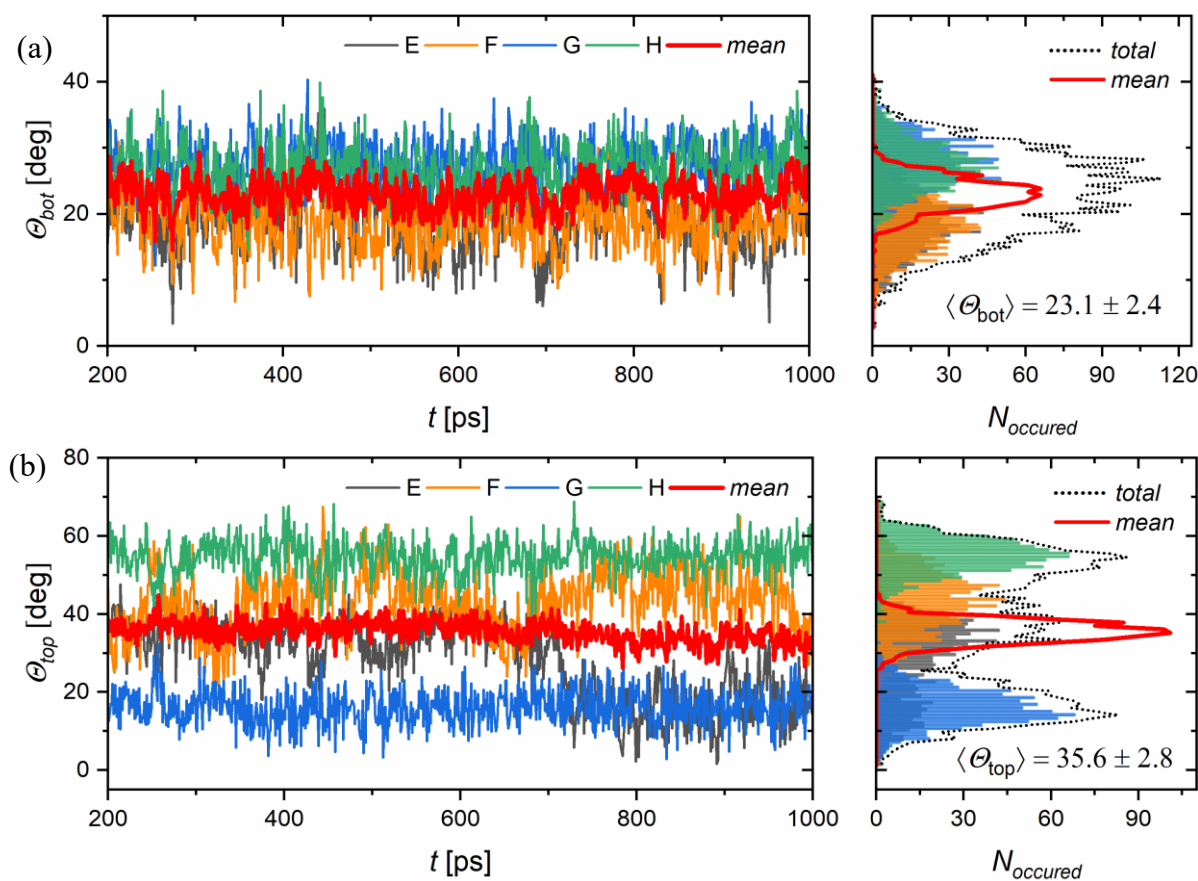 (a)
E F G H mean
Θbot [deg]
40
20
0
200 400 600 800 1000
t [ps]
total
mean
⟨Θbot⟩ = 23.1 ± 2.4
0 30 60 90 120
Noccured
(b)
E F G H mean
Θtop [deg]
80
60
40
20
0
200 400 600 800 1000
t [ps]
total
mean
⟨Θtop⟩ = 35.6 ± 2.8
0 30 60 90
Noccured